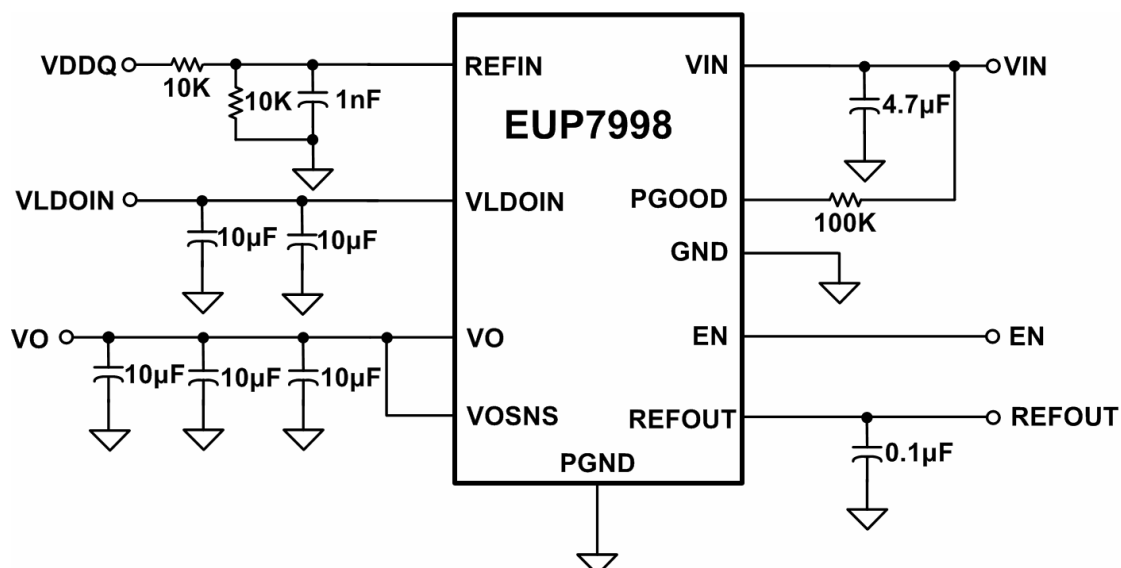 VDDQ
10K
10K
1nF
REFIN
VIN
VIN
4.7µF
EUP7998
VLDOIN
VLDOIN
10µF
10µF
PGOOD
100K
GND
VO
VO
10µF
10µF
10µF
EN
EN
VOSNS
REFOUT
REFOUT
0.1µF
PGND